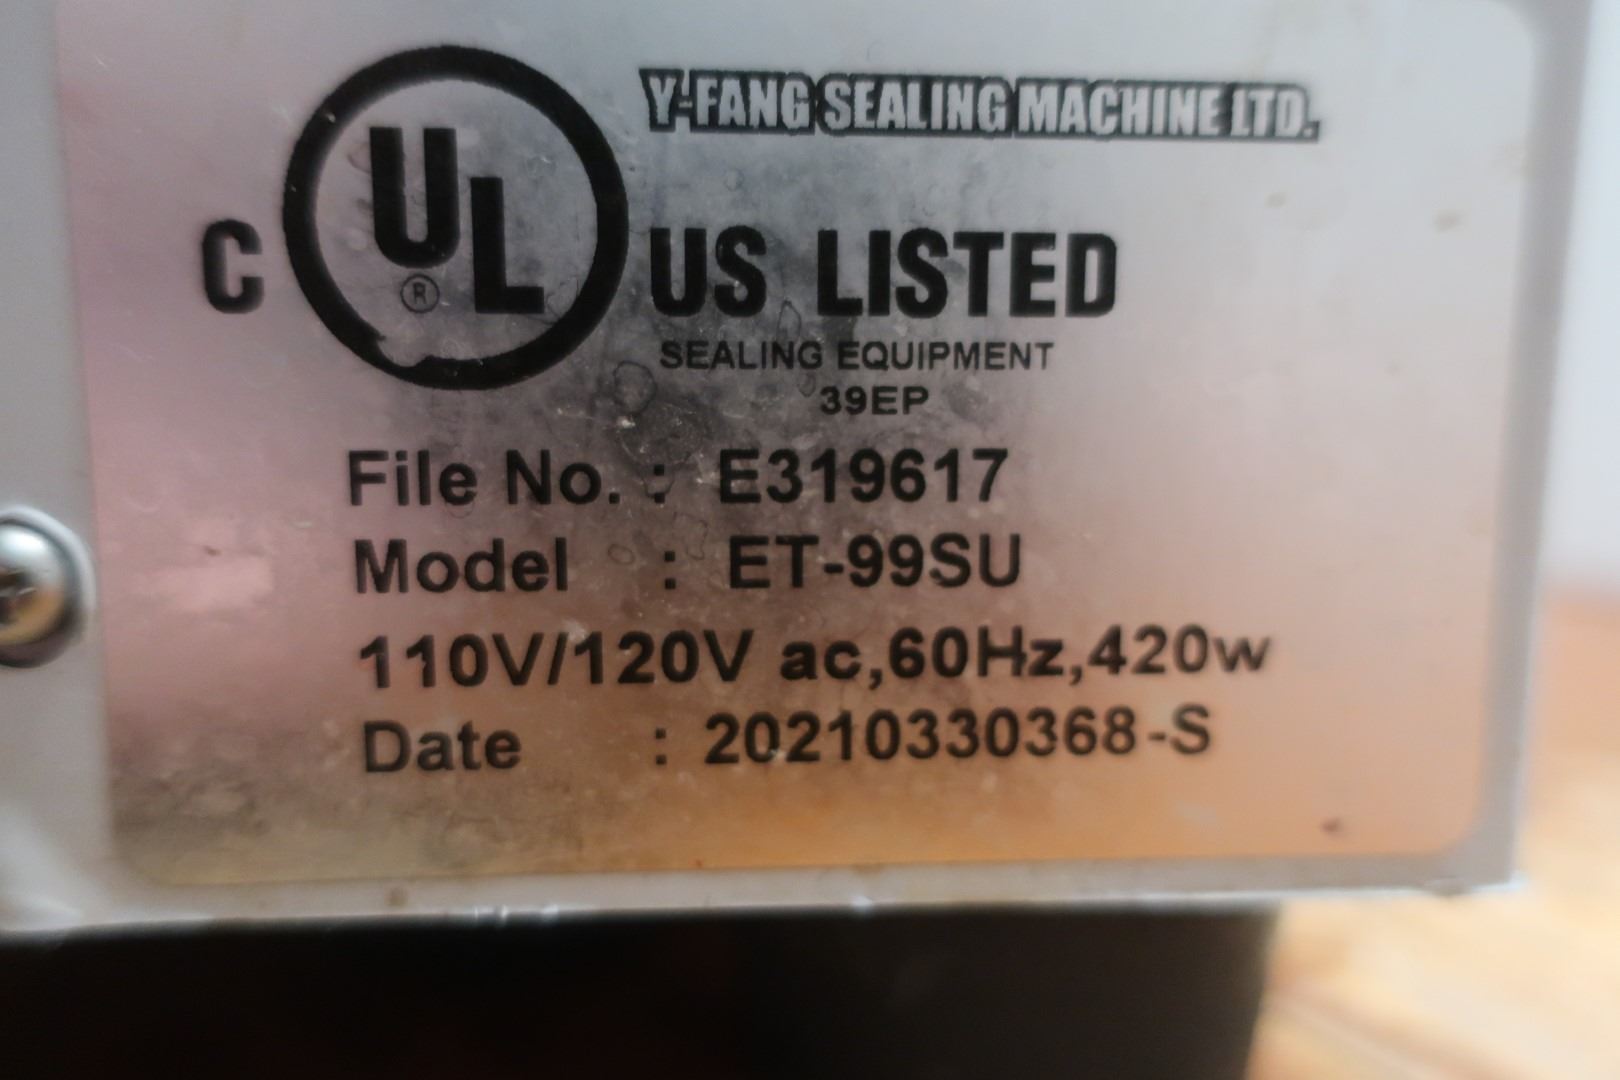 Y-FANG SEALING MACHINE LTD.
C UL® US LISTED
SEALING EQUIPMENT
39EP
File No. : E319617
Model : ET-99SU
110V/120V ac,60Hz,420w
Date : 20210330368-S